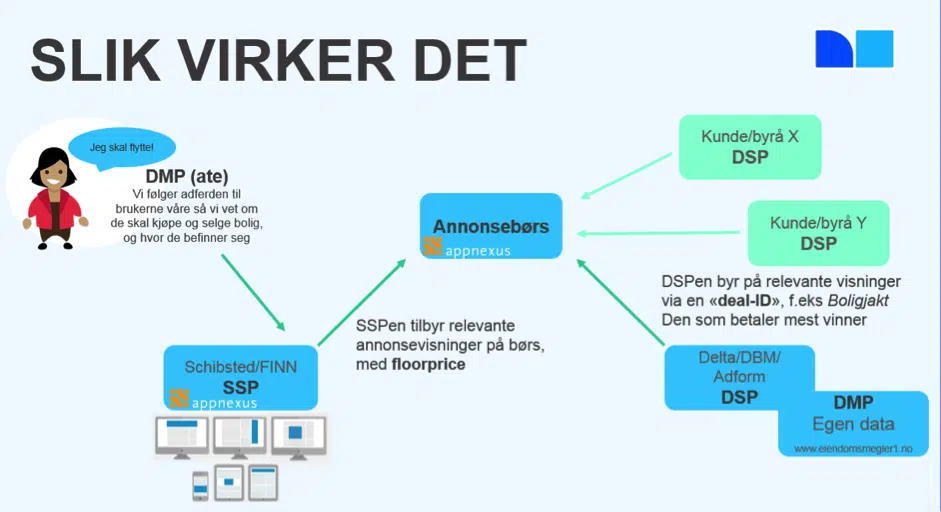 SLIK VIRKER DET
Jeg skal flytte!
DMP (ate)
Vi følger adferden til
brukerne våre så vi vet om
de skal kjøpe og selge bolig,
og hvor de befinner seg
Kunde/byrå X
DSP
Annonsebørs
appnexus
Kunde/byrå Y
DSP
DSPen byr på relevante visninger
via en «deal-ID», f.eks Boligjakt
Den som betaler mest vinner
SSPen tilbyr relevante
annonsevisninger på børs,
med floorprice
Schibsted/FINN
SSP
appnexus
Delta/DBM/
Adform
DSP
DMP
Egen data
www.eiendomsmegler1.no